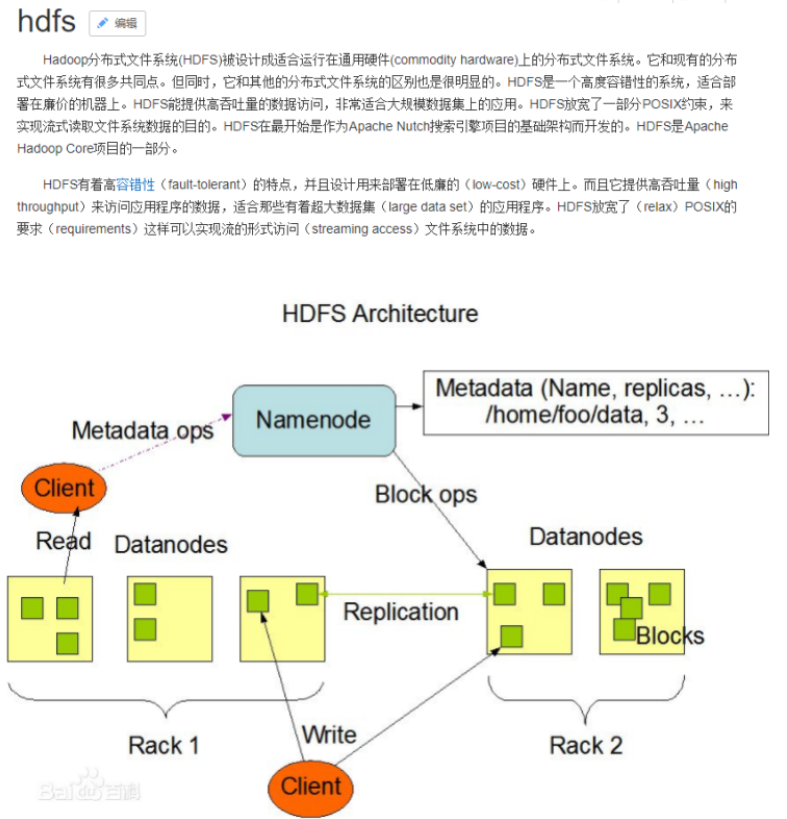 hdfs 编辑
Hadoop分布式文件系统(HDFS)被设计成适合运行在通用硬件(commodity hardware)上的分布式文件系统。它和现有的分布
式文件系统有很多共同点。但同时，它和其他的分布式文件系统的区别也是很明显的。HDFS是一个高度容错性的系统，适合部
署在廉价的机器上。HDFS能提供高吞吐量的数据访问，非常适合大规模数据集上的应用。HDFS放宽了一部分POSIX约束，来
实现流式读取文件系统数据的目的。HDFS在最开始是作为Apache Nutch搜索引擎项目的基础架构而开发的。HDFS是Apache
Hadoop Core项目的一部分。
HDFS有着高容错性（fault-tolerant）的特点，并且设计用来部署在低廉的（low-cost）硬件上。而且它提供高吞吐量（high
throughput）来访问应用程序的数据，适合那些有着超大数据集（large data set）的应用程序。HDFS放宽了（relax）POSIX的
要求（requirements）这样可以实现流的形式访问（streaming access）文件系统中的数据。
HDFS Architecture
Metadata (Name, replicas, …):
/home/foo/data, 3, …
Namenode
Metadata ops
Client
Block ops
Read
Datanodes
Datanodes
Replication
Blocks
Rack 1
Write
Rack 2
Client
Baidu百科